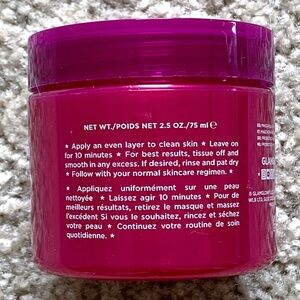 NET WT./POIDS NET 2.5 OZ./75 ml ℮
★ Apply an even layer to clean skin ★ Leave on
for 10 minutes ★ For best results, tissue off and
smooth in any excess. If desired, rinse and pat dry
★ Follow with your normal skincare regimen. ★
★ Appliquez uniformément sur une peau
nettoyée ★ Laissez agir 10 minutes ★ Pour de
meilleurs résultats, retirez le masque et massez
l'excédent Si vous le souhaitez, rincez et séchez
votre peau ★ Continuez votre routine de soin
quotidienne. ★
GLAM